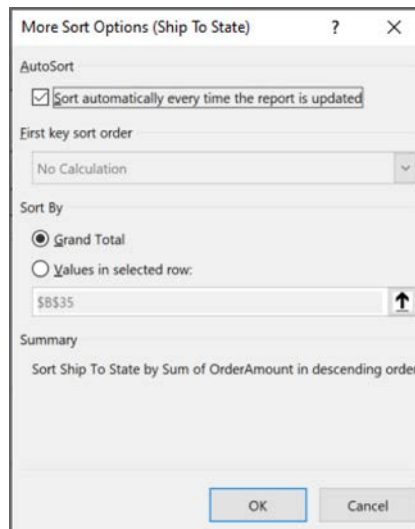 More Sort Options (Ship To State) ? X
AutoSort
Sort automatically every time the report is updated
First key sort order
No Calculation
Sort By
Grand Total
Values in selected row:
$B$35
Summary
Sort Ship To State by Sum of OrderAmount in descending order
OK Cancel